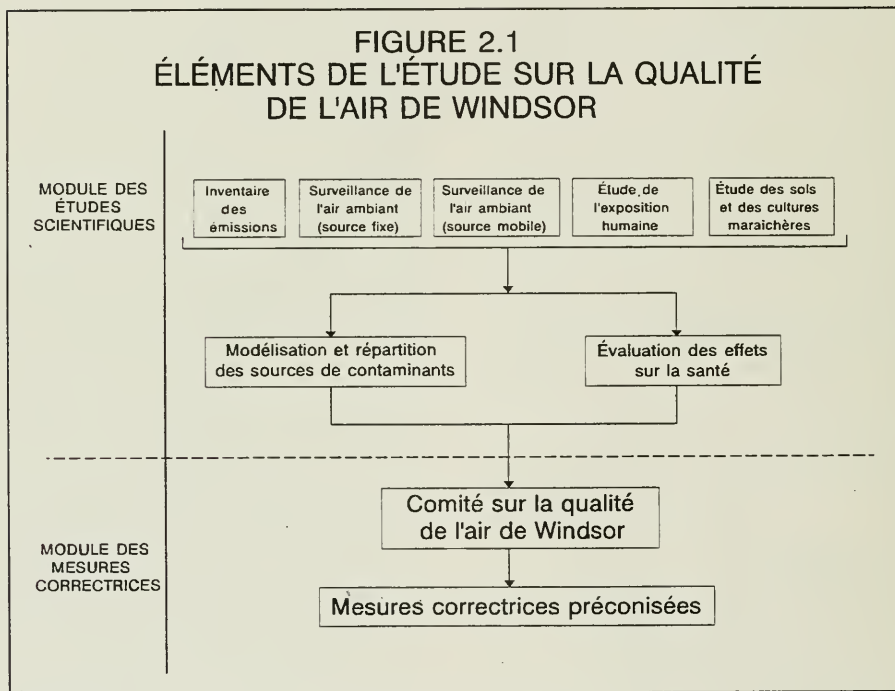 FIGURE 2.1
ÉLÉMENTS DE L'ÉTUDE SUR LA QUALITÉ
DE L'AIR DE WINDSOR
MODULE DES
ÉTUDES
SCIENTIFIQUES
Inventaire
des
émissions
Surveillance de
l'air ambiant
(source fixe)
Surveillance de
l'air ambiant
(source mobile)
Étude de
l'exposition
humaine
Étude des sols
et des cultures
maraichères
Modélisation et répartition
des sources de contaminants
Évaluation des effets
sur la santé
MODULE DES
MESURES
CORRECTRICES
Comité sur la qualité
de l'air de Windsor
Mesures correctrices préconisées